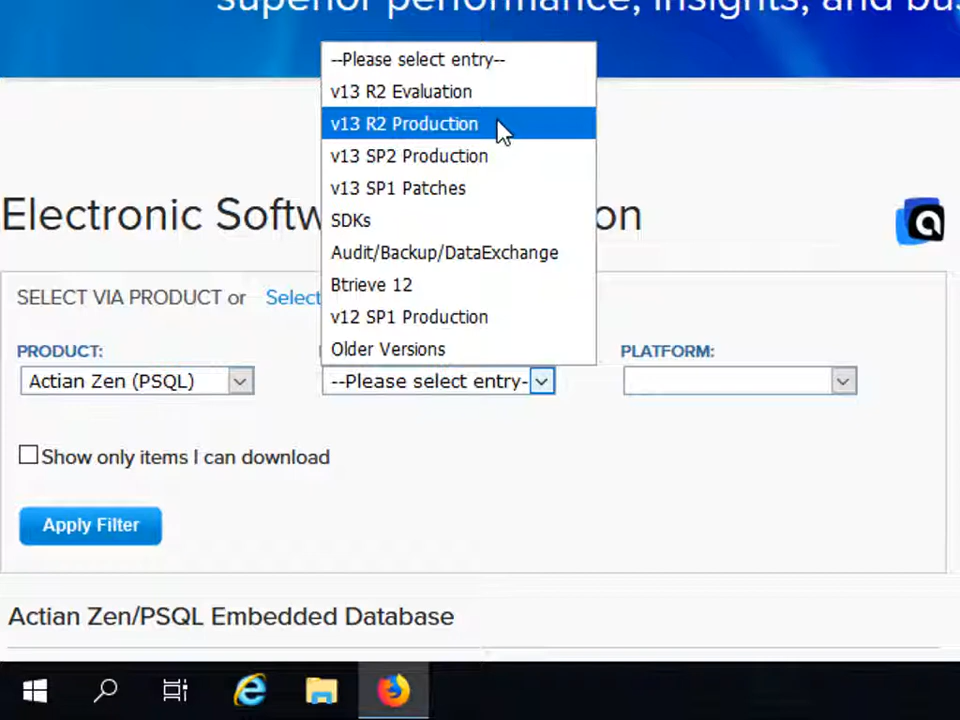 superior performance, insights, and bus
--Please select entry--
v13 R2 Evaluation
v13 R2 Production
v13 SP2 Production
v13 SP1 Patches
SDKs
Audit/Backup/DataExchange
Btrieve 12
v12 SP1 Production
Older Versions
Electronic Softw on
SELECT VIA PRODUCT or Select
PRODUCT:
PLATFORM:
Actian Zen (PSQL)
--Please select entry-
Show only items I can download
Apply Filter
Actian Zen/PSQL Embedded Database